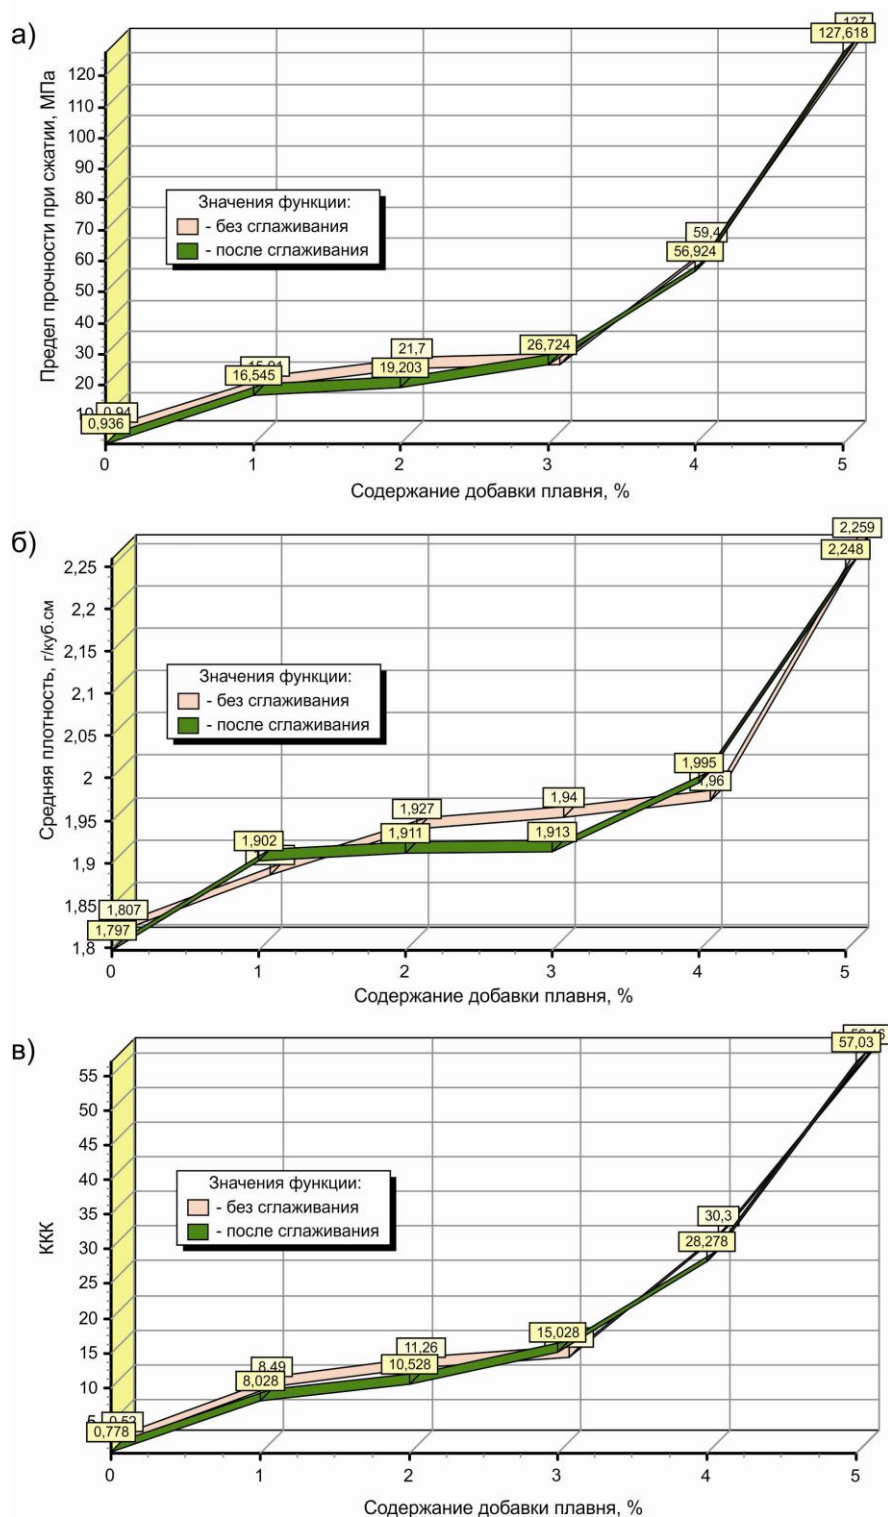 а)
Предел прочности при сжатии, МПа
120
110
100
90
80
70
60
50
40
30
20
127,618
59,4
56,924
26,724
21,7
19,203
16,545
0,94
0,936
Значения функции:
- без сглаживания
- после сглаживания
0 1 2 3 4 5
Содержание добавки плавня, %
б)
Средняя плотность, г/куб.см
2,25
2,2
2,15
2,1
2,05
2
1,95
1,9
1,85
1,8
2,259
2,248
1,995
1,96
1,94
1,927
1,913
1,911
1,902
1,807
1,797
Значения функции:
- без сглаживания
- после сглаживания
0 1 2 3 4 5
Содержание добавки плавня, %
в)
ККК
55
50
45
40
35
30
25
20
15
10
57,03
30,3
28,278
15,028
11,26
10,528
8,49
8,028
0,778
Значения функции:
- без сглаживания
- после сглаживания
0 1 2 3 4 5
Содержание добавки плавня, %